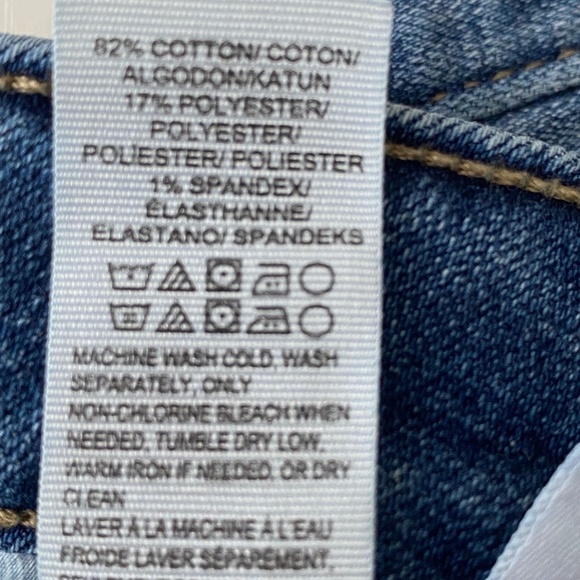 82% COTTON/ COTON/
ALGODON/KATUN
17% POLYESTER/
POLYESTER/
POLIESTER/ POLIESTER
1% SPANDEX/
ÉLASTHANNE/
ELASTANO/ SPANDEKS
MACHINE WASH COLD, WASH
SEPARATELY, ONLY
NON-CHLORINE BLEACH WHEN
NEEDED, TUMBLE DRY LOW,
WARM IRON IF NEEDED, OR DRY
CLEAN
LAVER À LA MACHINE À L'EAU
FROIDE LAVER SÉPARÉMENT,